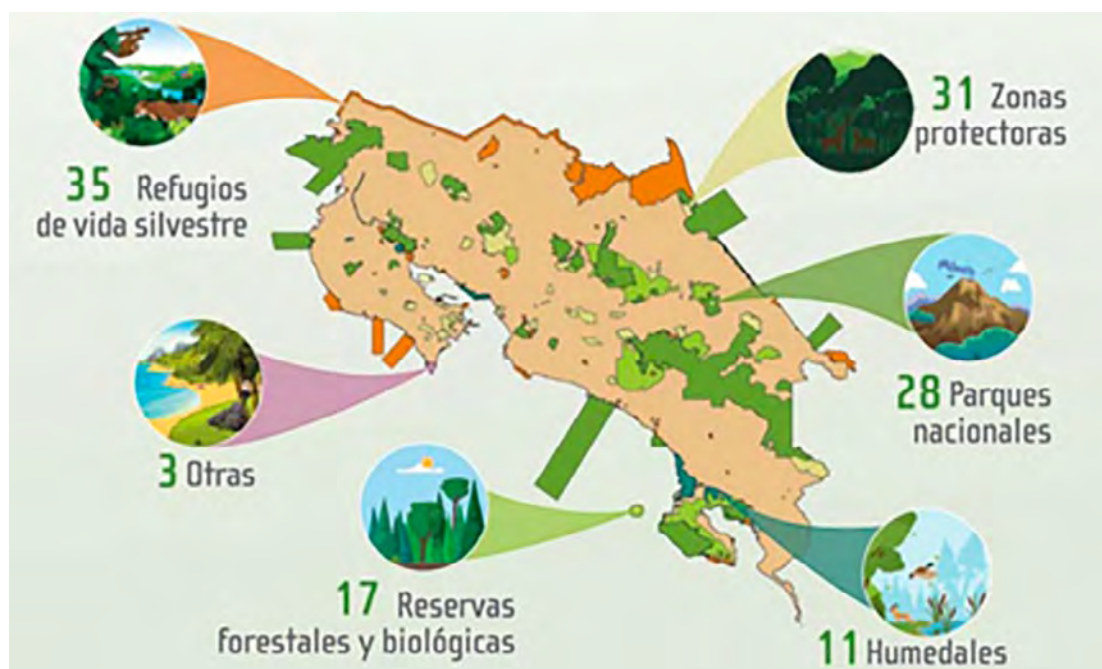 31 Zonas
protectoras
35 Refugios
de vida silvestre
28 Parques
nacionales
3 Otras
17 Reservas
forestales y biológicas
11 Humedales